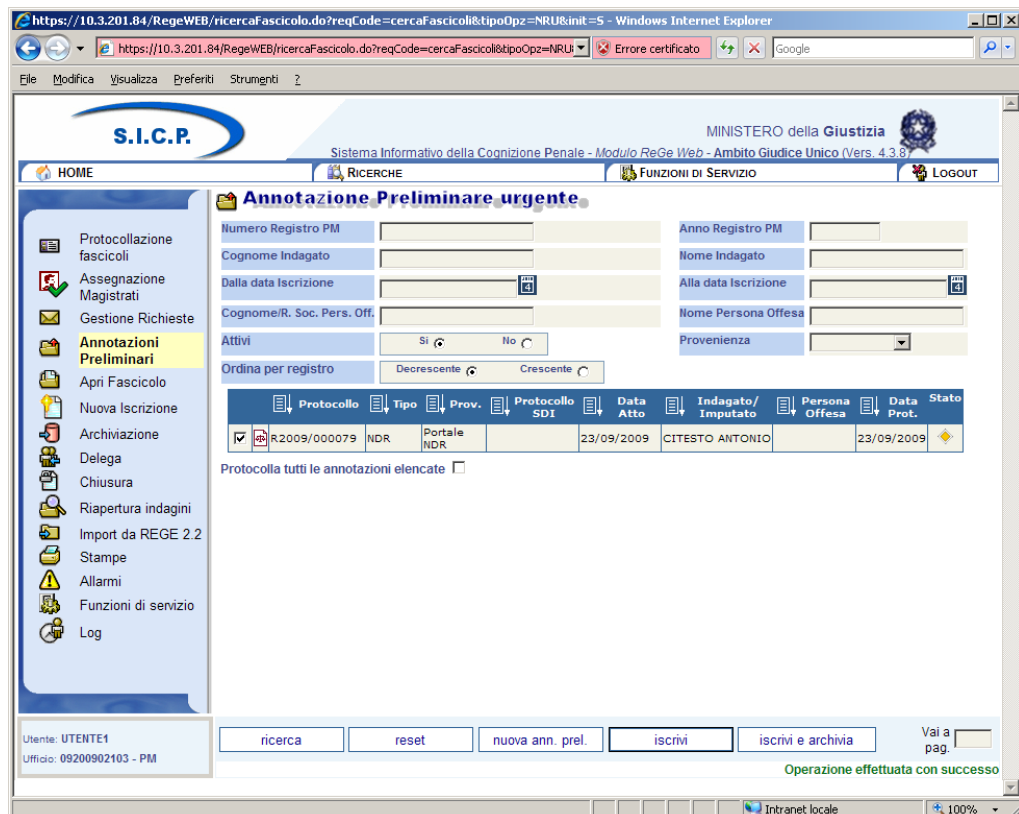 https://10.3.201.84/RegeWEB/ricercaFascicolo.do?reqCode=cercaFascicoli&tipoOpz=NRU&init=S - Windows Internet Explorer
https://10.3.201.84/RegeWEB/ricercaFascicolo.do?reqCode=cercaFascicoli&tipoOpz=NRU
Errore certificato
Google
File Modifica Visualizza Preferiti Strumenti ?
S.I.C.P.
MINISTERO della Giustizia
Sistema Informativo della Cognizione Penale - Modulo ReGe Web - Ambito Giudice Unico (Vers. 4.3.8)
HOME
RICERCHE
FUNZIONI DI SERVIZIO
LOGOUT
Protocollazione fascicoli
Assegnazione Magistrati
Gestione Richieste
Annotazioni Preliminari
Apri Fascicolo
Nuova Iscrizione
Archiviazione
Delega
Chiusura
Riapertura indagini
Import da REGE 2.2
Stampe
Allarmi
Funzioni di servizio
Log
Annotazione Preliminare urgente
Numero Registro PM
Anno Registro PM
Cognome Indagato
Nome Indagato
Dalla data Iscrizione
Alla data Iscrizione
Cognome/R. Soc. Pers. Off.
Nome Persona Offesa
Attivi Si No
Provenienza
Ordina per registro Decrescente Crescente
Protocollo Tipo Prov. Protocollo SDI Data Atto Indagato/ Imputato Persona Offesa Data Prot. Stato
R2009/000079 NDR Portale NDR 23/09/2009 CITESTO ANTONIO 23/09/2009
Protocolla tutti le annotazioni elencate
Utente: UTENTE1
Ufficio: 09200902103 - PM
ricerca
reset
nuova ann. prel.
iscrivi
iscrivi e archivia
Vai a pag.
Operazione effettuata con successo
Intranet locale
100%